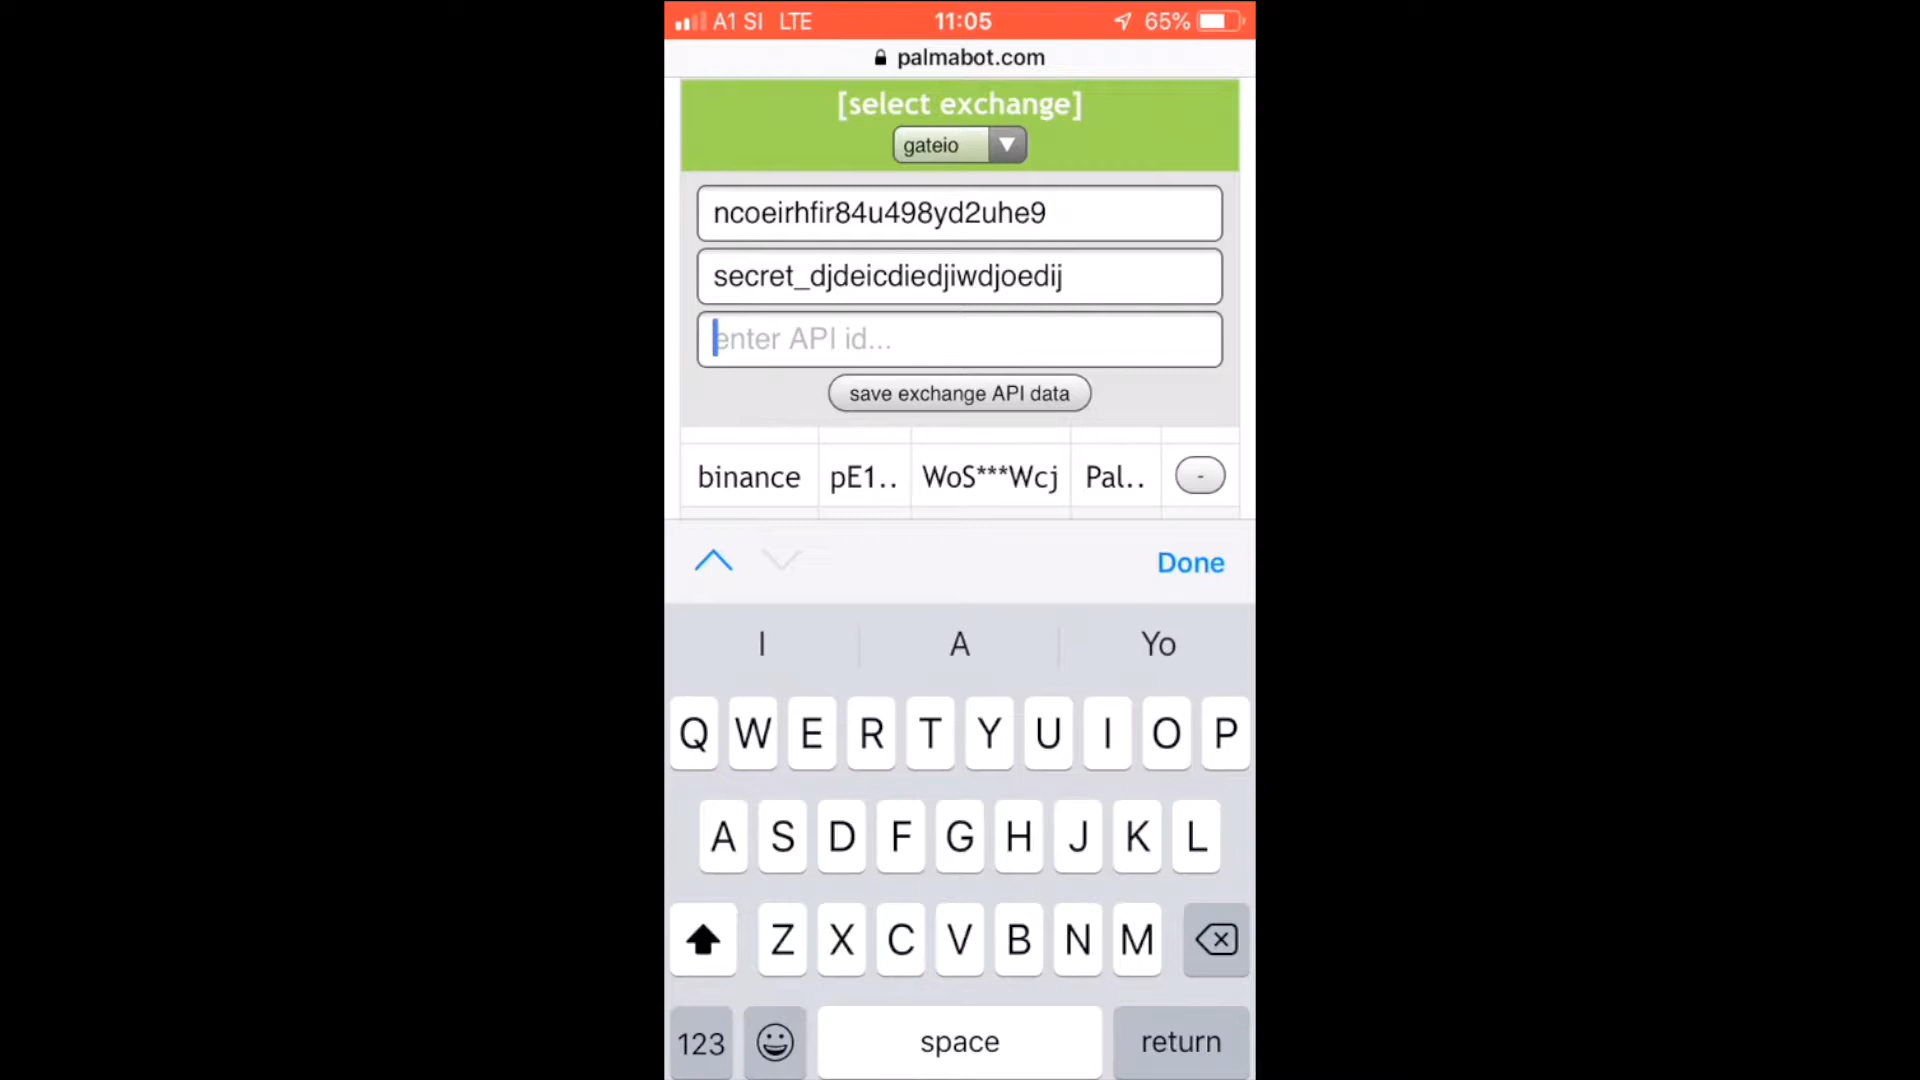 A1 SI LTE 11:05 65%
palmabot.com
[select exchange]
gateio
ncoeirhfir84u498yd2uhe9
secret_djdeicdiedjiwdjoedij
enter API id...
save exchange API data
binance pE1.. WoS***Wcj Pal.. -
Done
I A Yo
Q W E R T Y U I O P
A S D F G H J K L
Z X C V B N M
123 space return